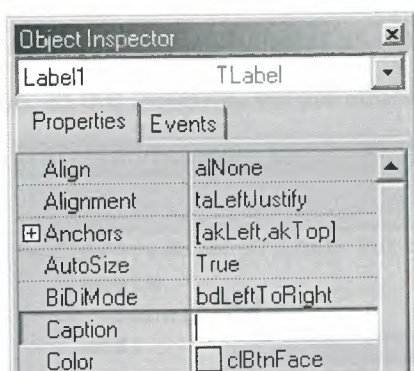 Object Inspector
Label1 TLabel
Properties Events
Align alNone
Alignment taLeftJustify
Anchors [akLeft,akTop]
AutoSize True
BiDiMode bdLeftToRight
Caption
Color clBtnFace